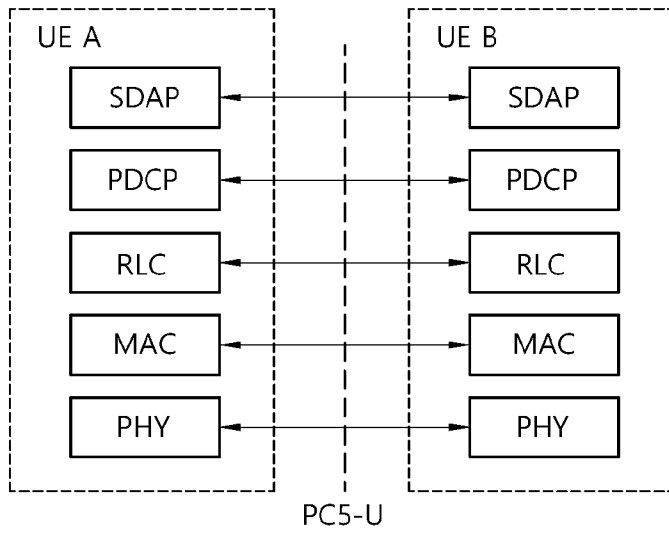 UE A
UE B
SDAP
SDAP
PDCP
PDCP
RLC
RLC
MAC
MAC
PHY
PHY
PC5-U